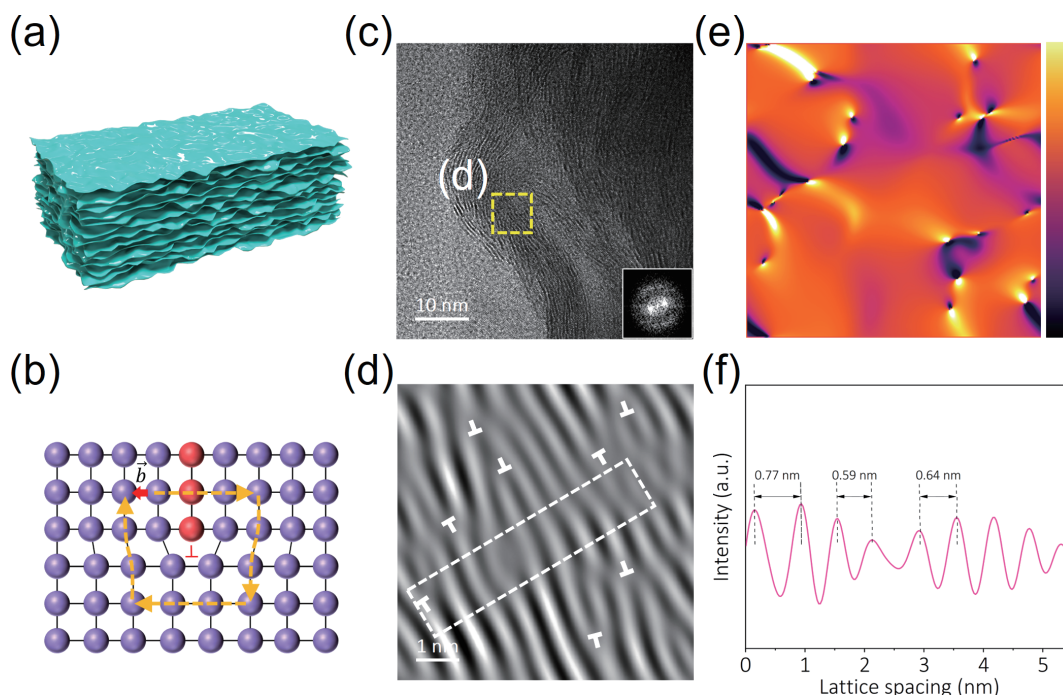 (a)
(c)
(d)
10 nm
(e)
(b)
b
⊥
(d)
1 nm
(f)
Intensity (a.u.)
0.77 nm
0.59 nm
0.64 nm
0 1 2 3 4 5
Lattice spacing (nm)